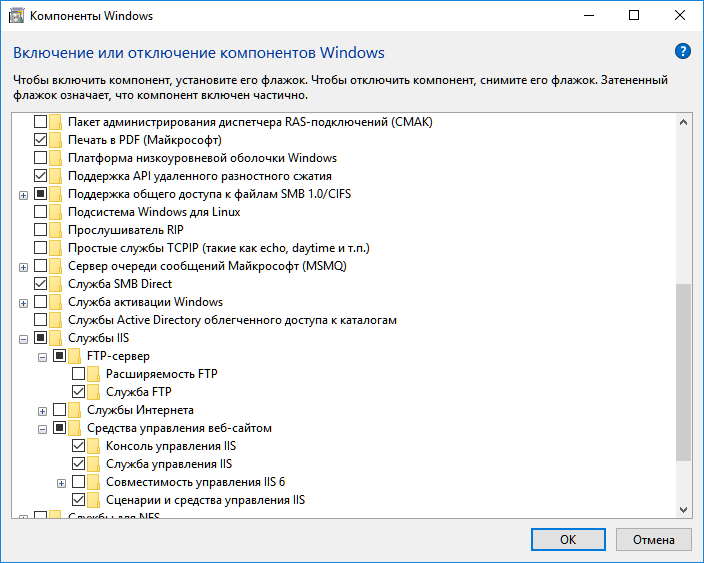 Компоненты Windows
Включение или отключение компонентов Windows
?
Чтобы включить компонент, установите его флажок. Чтобы отключить компонент, снимите его флажок. Затененный
флажок означает, что компонент включен частично.
Пакет администрирования диспетчера RAS-подключений (CMAK)
Печать в PDF (Майкрософт)
Платформа низкоуровневой оболочки Windows
Поддержка API удаленного разностного сжатия
Поддержка общего доступа к файлам SMB 1.0/CIFS
Подсистема Windows для Linux
Прослушиватель RIP
Простые службы TCPIP (такие как echo, daytime и т.п.)
Сервер очереди сообщений Майкрософт (MSMQ)
Служба SMB Direct
Служба активации Windows
Службы Active Directory облегченного доступа к каталогам
Службы IIS
FTP-сервер
Расширяемость FTP
Служба FTP
Службы Интернета
Средства управления веб-сайтом
Консоль управления IIS
Служба управления IIS
Совместимость управления IIS 6
Сценарии и средства управления IIS
Службы для NFS
OK
Отмена